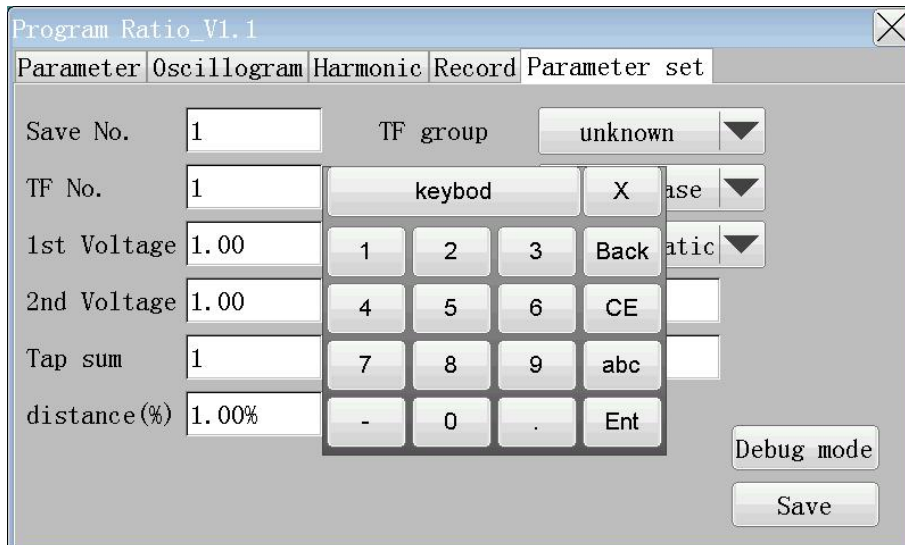 Program Ratio_V1.1
Parameter Oscillogram Harmonic Record Parameter set
Save No. 1 TF group unknown
TF No. 1 keybod X ase
1st Voltage 1.00 1 2 3 Back atic
2nd Voltage 1.00 4 5 6 CE
Tap sum 1 7 8 9 abc
distance(%) 1.00% - 0 . Ent
Debug mode
Save